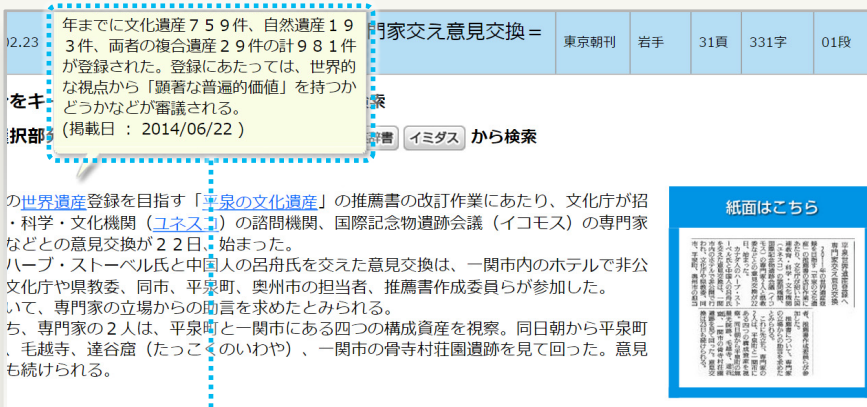 年までに文化遺産７５９件、自然遺産１９
３件、両者の複合遺産２９件の計９８１件
が登録された。登録にあたっては、世界的
な視点から「顕著な普遍的価値」を持つか
どうかなどが審議される。
(掲載日 ： 2014/06/22 )
02.23
門家交え意見交換＝
東京朝刊
岩手
31頁
331字
01段
をキ
索
択部
辞書
イミダス
から検索
の世界遺産登録を目指す「平泉の文化遺産」の推薦書の改訂作業にあたり、文化庁が招
・科学・文化機関（ユネスコ）の諮問機関、国際記念物遺跡会議（イコモス）の専門家
などとの意見交換が２２日、始まった。
ハーブ・ストーベル氏と中国人の呂舟氏を交えた意見交換は、一関市内のホテルで非公
文化庁や県教委、同市、平泉町、奥州市の担当者、推薦書作成委員らが参加した。
いて、専門家の立場からの助言を求めたとみられる。
ち、専門家の２人は、平泉町と一関市にある四つの構成資産を視察。同日朝から平泉町
、毛越寺、達谷窟（たっこくのいわや）、一関市の骨寺村荘園遺跡を見て回った。意見
も続けられる。
紙面はこちら
平泉世界遺産登録へ
専門家交え意見交換